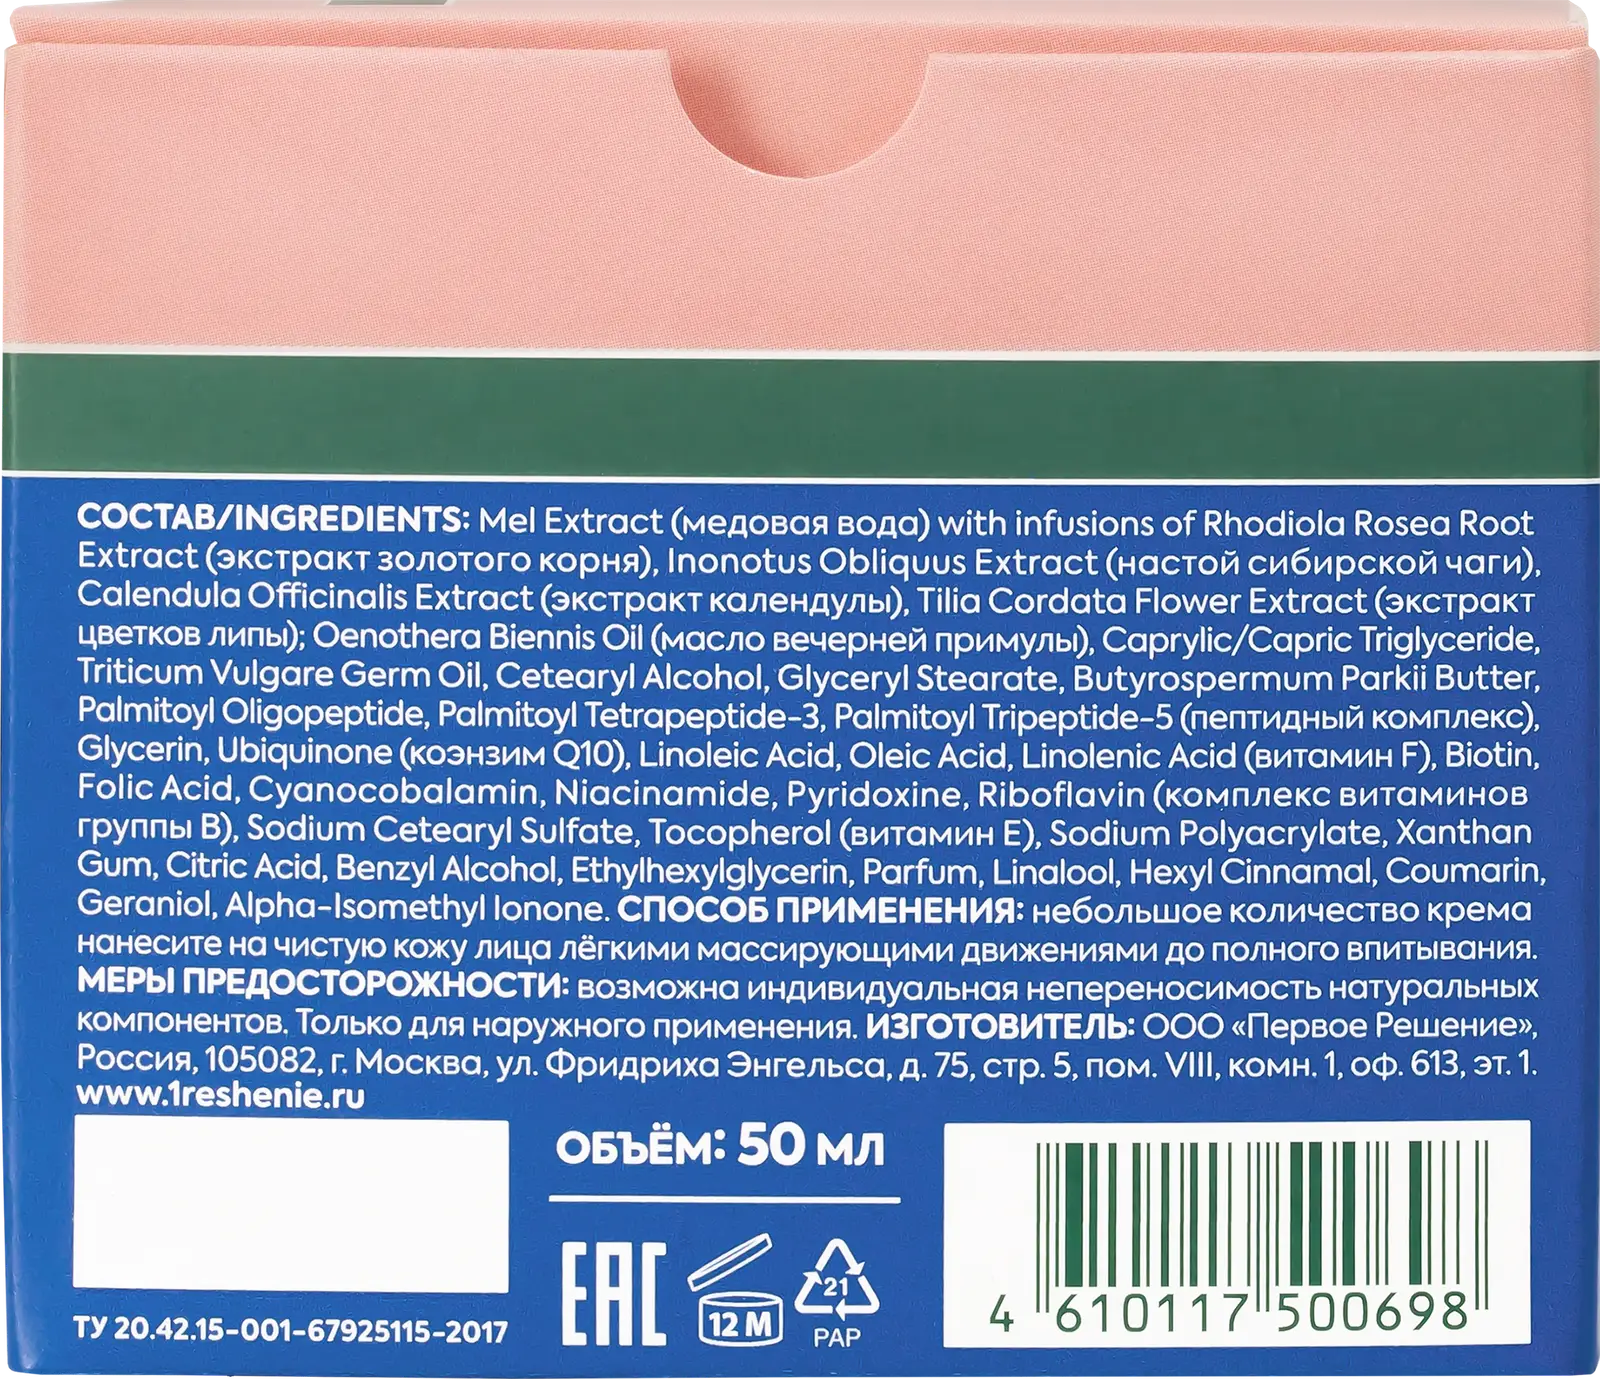 СОСТАВ/INGREDIENTS: Mel Extract (медовая вода) with infusions of Rhodiola Rosea Root
Extract (экстракт золотого корня), Inonotus Obliquus Extract (настой сибирской чаги),
Calendula Officinalis Extract (экстракт календулы), Tilia Cordata Flower Extract (экстракт
цветков липы); Oenothera Biennis Oil (масло вечерней примулы), Caprylic/Capric Triglyceride,
Triticum Vulgare Germ Oil, Cetearyl Alcohol, Glyceryl Stearate, Butyrospermum Parkii Butter,
Palmitoyl Oligopeptide, Palmitoyl Tetrapeptide-3, Palmitoyl Tripeptide-5 (пептидный комплекс),
Glycerin, Ubiquinone (коэнзим Q10), Linoleic Acid, Oleic Acid, Linolenic Acid (витамин F), Biotin,
Folic Acid, Cyanocobalamin, Niacinamide, Pyridoxine, Riboflavin (комплекс витаминов
группы B), Sodium Cetearyl Sulfate, Tocopherol (витамин E), Sodium Polyacrylate, Xanthan
Gum, Citric Acid, Benzyl Alcohol, Ethylhexylglycerin, Parfum, Linalool, Hexyl Cinnamal, Coumarin,
Geraniol, Alpha-Isomethyl Ionone. СПОСОБ ПРИМЕНЕНИЯ: небольшое количество крема
нанесите на чистую кожу лица лёгкими массирующими движениями до полного впитывания.
МЕРЫ ПРЕДОСТОРОЖНОСТИ: возможна индивидуальная непереносимость натуральных
компонентов. Только для наружного применения. ИЗГОТОВИТЕЛЬ: ООО «Первое Решение»,
Россия, 105082, г. Москва, ул. Фридриха Энгельса, д. 75, стр. 5, пом. VIII, комн. 1, оф. 613, эт. 1.
www.1reshenie.ru
ОБЪЁМ: 50 мл
EAC
12 M
21
PAP
4 610117 500698
ТУ 20.42.15-001-67925115-2017